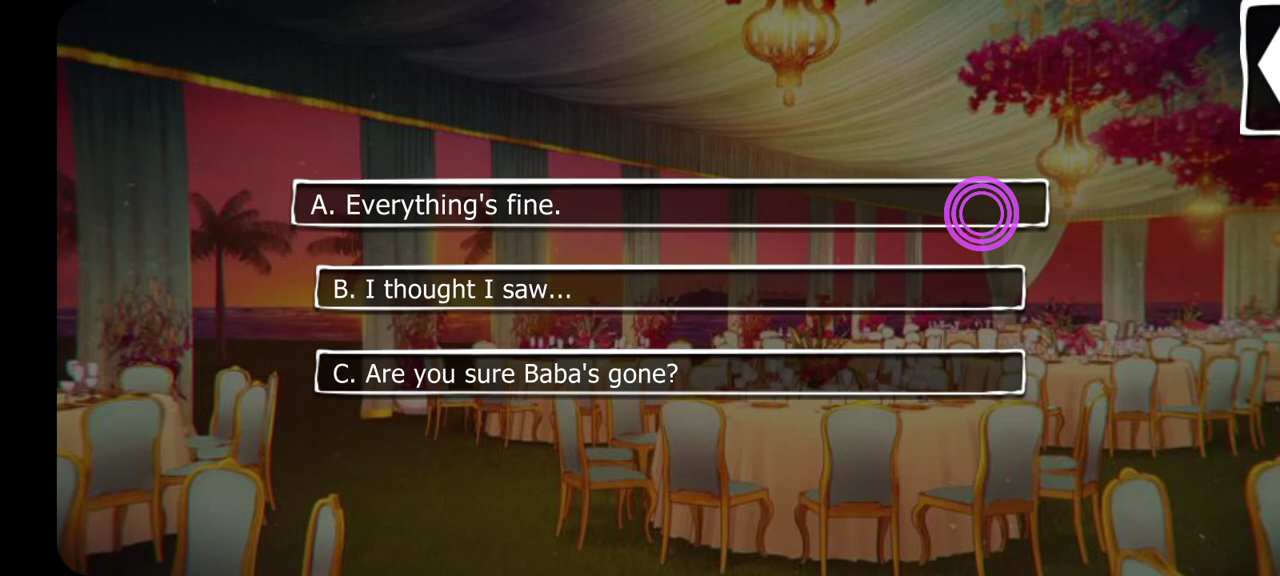 A. Everything's fine.
B. I thought I saw...
C. Are you sure Baba's gone?